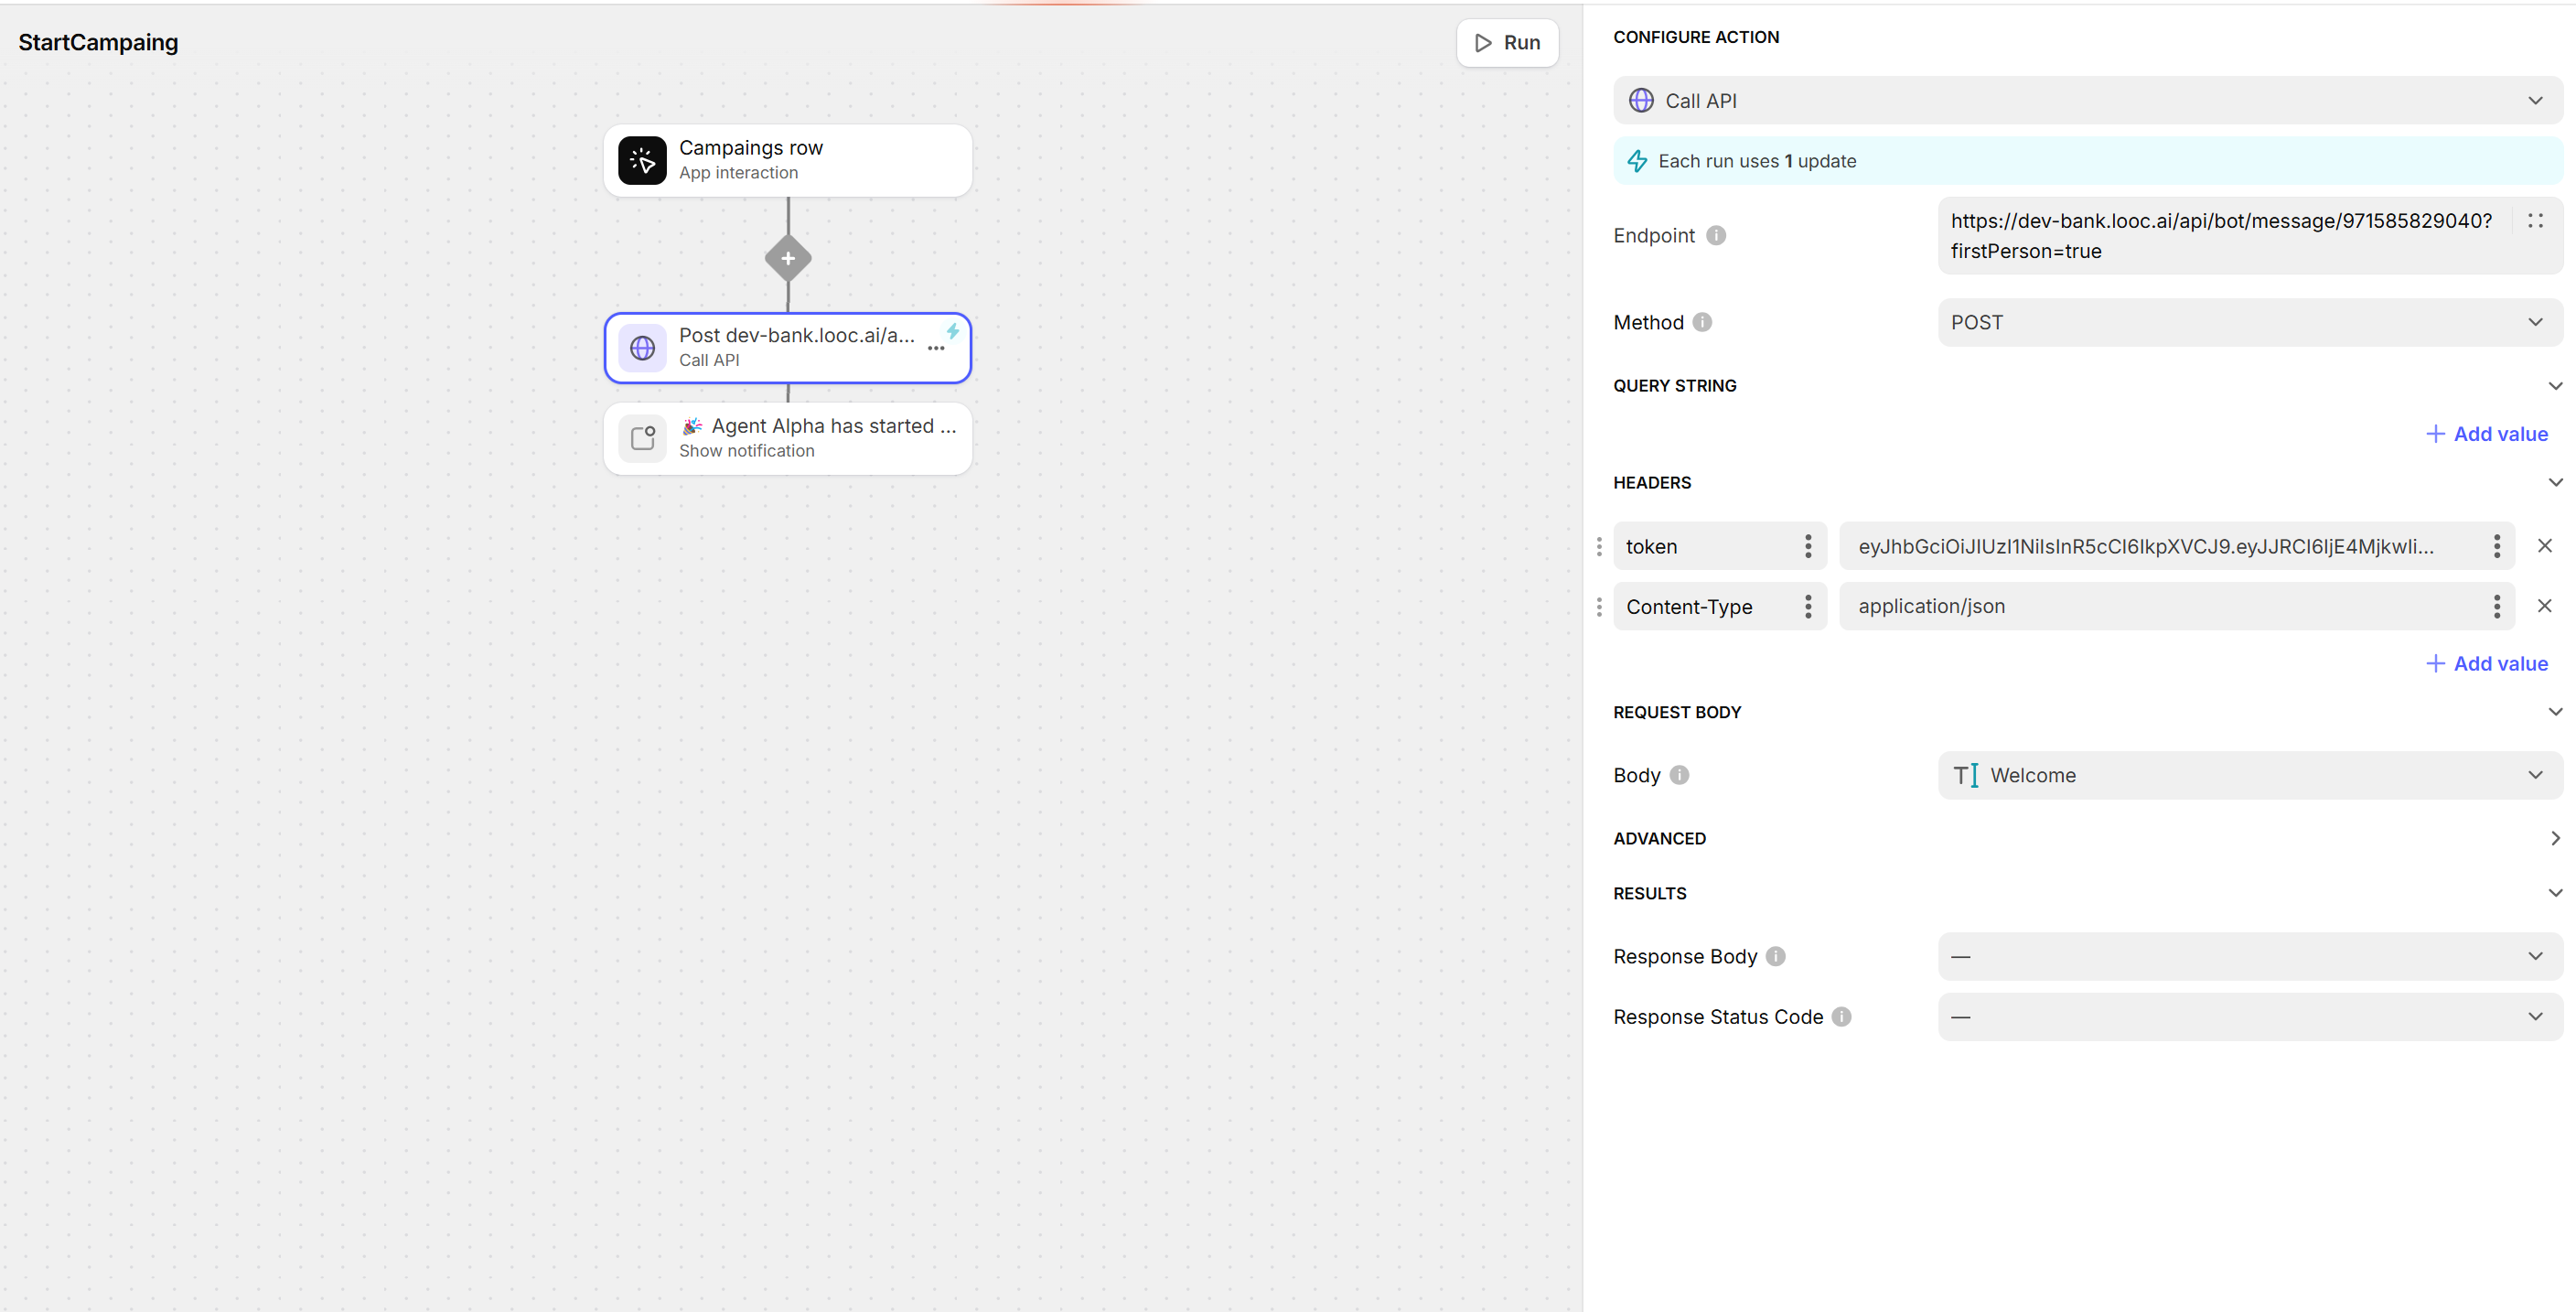 StartCampaing
Run
Campaings row
App interaction
Post dev-bank.looc.ai/a...
Call API
🎉 Agent Alpha has started ...
Show notification
CONFIGURE ACTION
Call API
Each run uses 1 update
Endpoint
https://dev-bank.looc.ai/api/bot/message/971585829040?
firstPerson=true
Method
POST
QUERY STRING
Add value
HEADERS
token
eyJhbGciOiJIUzI1NiIsInR5cCI6IkpXVCJ9.eyJJRCI6IjE4MjkwIi...
Content-Type
application/json
Add value
REQUEST BODY
Body
Welcome
ADVANCED
RESULTS
Response Body
—
Response Status Code
—